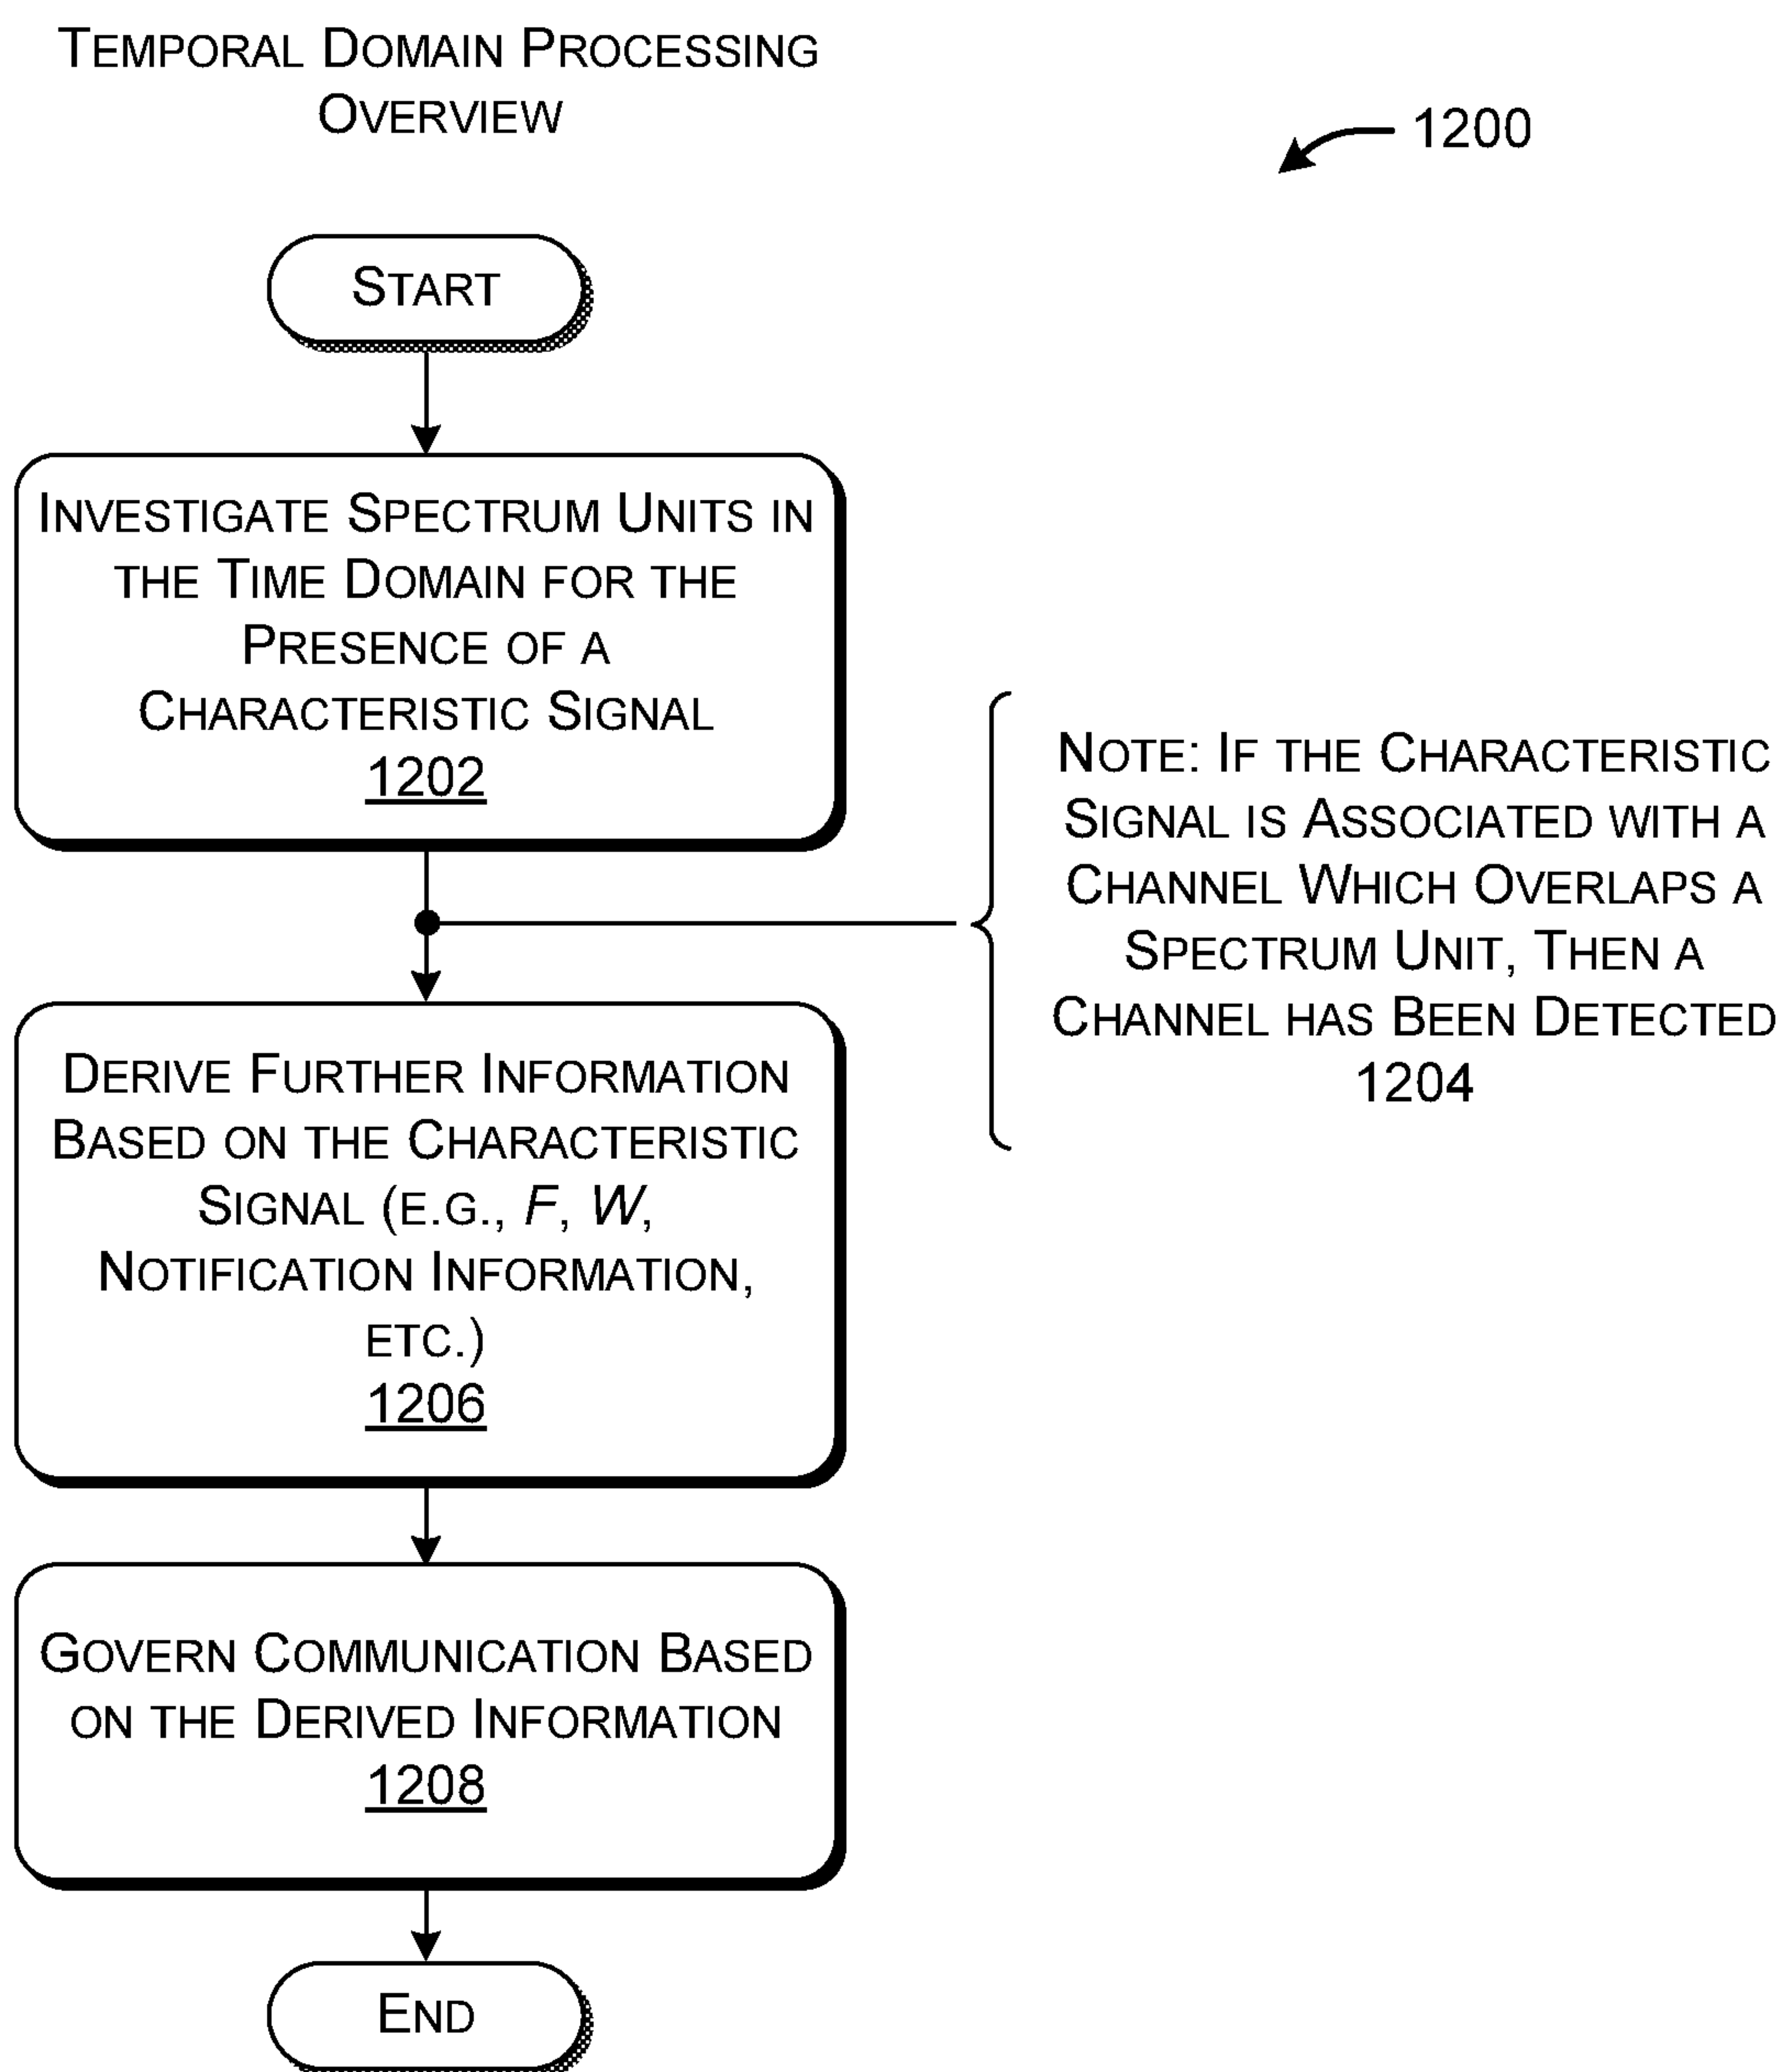 TEMPORAL DOMAIN PROCESSING
OVERVIEW
1200
START
INVESTIGATE SPECTRUM UNITS IN
THE TIME DOMAIN FOR THE
PRESENCE OF A
CHARACTERISTIC SIGNAL
1202
NOTE: IF THE CHARACTERISTIC
SIGNAL IS ASSOCIATED WITH A
CHANNEL WHICH OVERLAPS A
SPECTRUM UNIT, THEN A
CHANNEL HAS BEEN DETECTED
1204
DERIVE FURTHER INFORMATION
BASED ON THE CHARACTERISTIC
SIGNAL (E.G., F, W,
NOTIFICATION INFORMATION,
ETC.)
1206
GOVERN COMMUNICATION BASED
ON THE DERIVED INFORMATION
1208
END